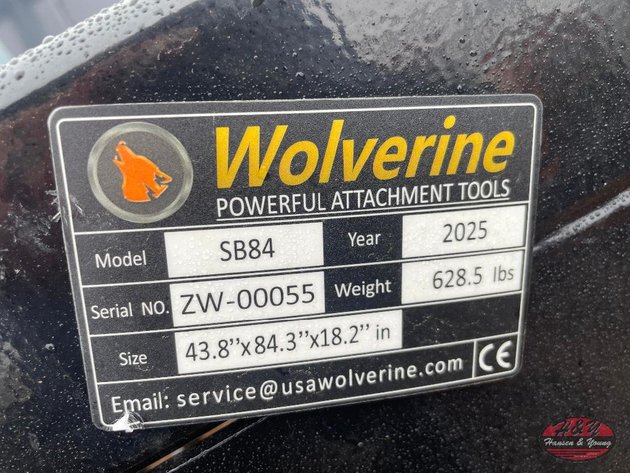 Wolverine
POWERFUL ATTACHMENT TOOLS
Model SB84 Year 2025
Serial NO. ZW-00055 Weight 628.5 lbs
Size 43.8’’x84.3’’x18.2’’ in
Email: service@usawolverine.com CE
H&Y
Hansen & Young